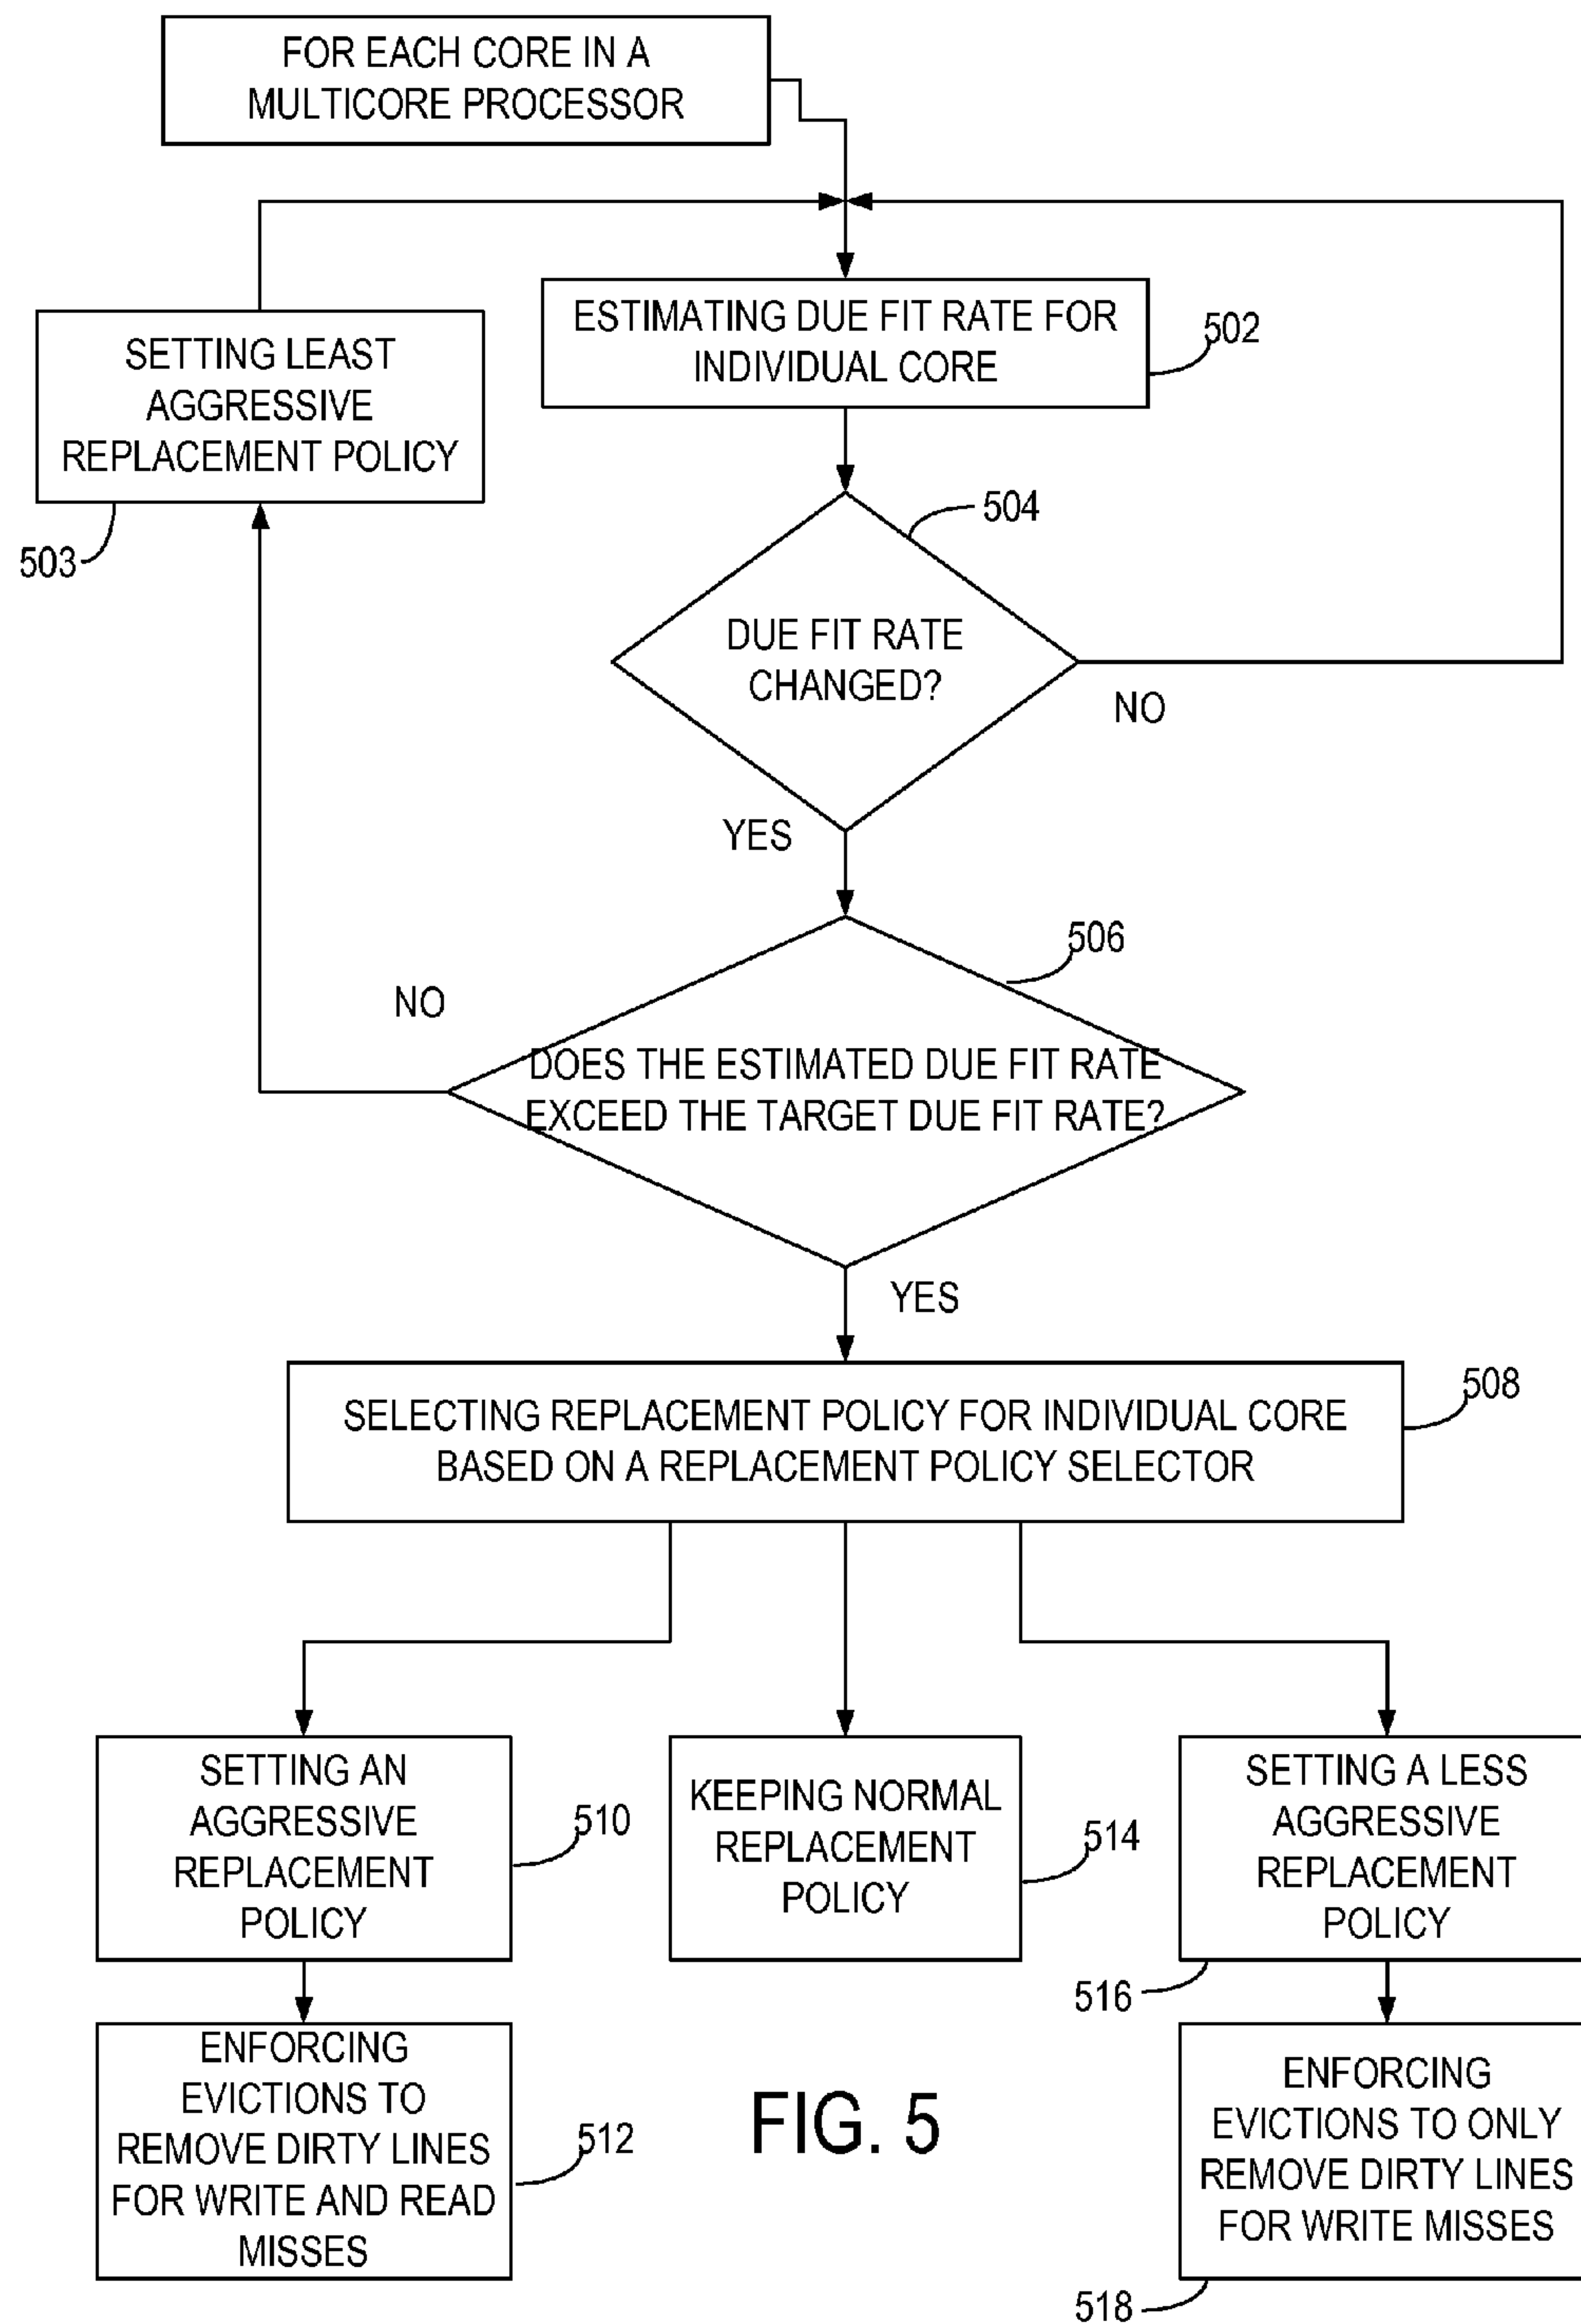 FOR EACH CORE IN A
MULTICORE PROCESSOR
ESTIMATING DUE FIT RATE FOR
INDIVIDUAL CORE
502
SETTING LEAST
AGGRESSIVE
REPLACEMENT POLICY
503
504
DUE FIT RATE
CHANGED?
NO
YES
506
NO
DOES THE ESTIMATED DUE FIT RATE
EXCEED THE TARGET DUE FIT RATE?
YES
508
SELECTING REPLACEMENT POLICY FOR INDIVIDUAL CORE
BASED ON A REPLACEMENT POLICY SELECTOR
SETTING AN
AGGRESSIVE
REPLACEMENT
POLICY
510
KEEPING NORMAL
REPLACEMENT
POLICY
514
SETTING A LESS
AGGRESSIVE
REPLACEMENT
POLICY
516
ENFORCING
EVICTIONS TO
REMOVE DIRTY LINES
FOR WRITE AND READ
MISSES
512
FIG. 5
ENFORCING
EVICTIONS TO ONLY
REMOVE DIRTY LINES
FOR WRITE MISSES
518